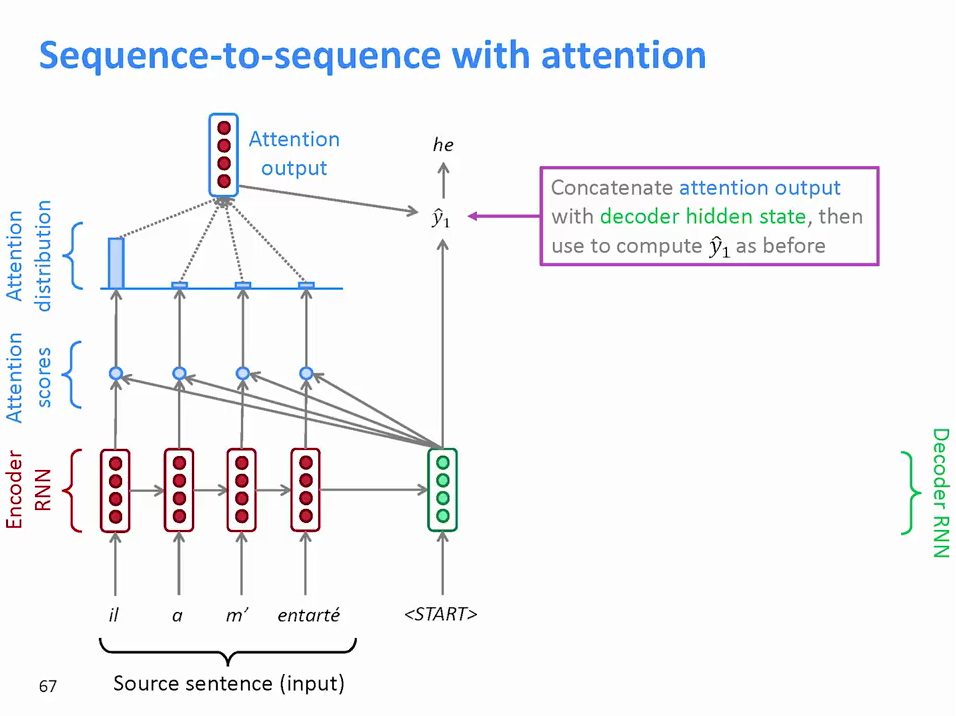 Sequence-to-sequence with attention
Attention
output
he
ŷ₁
Concatenate attention output
with decoder hidden state, then
use to compute ŷ₁ as before
Attention
distribution
Attention
scores
Encoder
RNN
Decoder RNN
il a m’ entarté <START>
Source sentence (input)
67